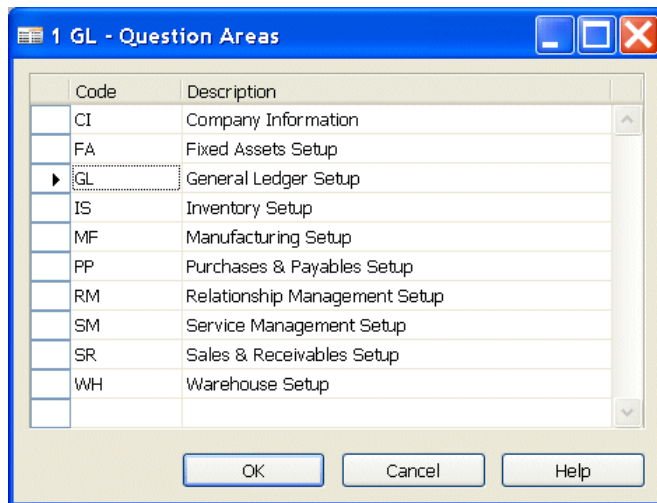 1 GL - Question Areas
Code Description
CI Company Information
FA Fixed Assets Setup
GL General Ledger Setup
IS Inventory Setup
MF Manufacturing Setup
PP Purchases & Payables Setup
RM Relationship Management Setup
SM Service Management Setup
SR Sales & Receivables Setup
WH Warehouse Setup
OK Cancel Help